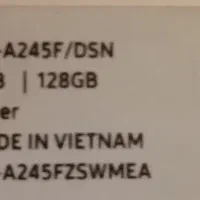 -A245F/DSN
B | 128GB
er
DE IN VIETNAM
-A245FZSWMEA